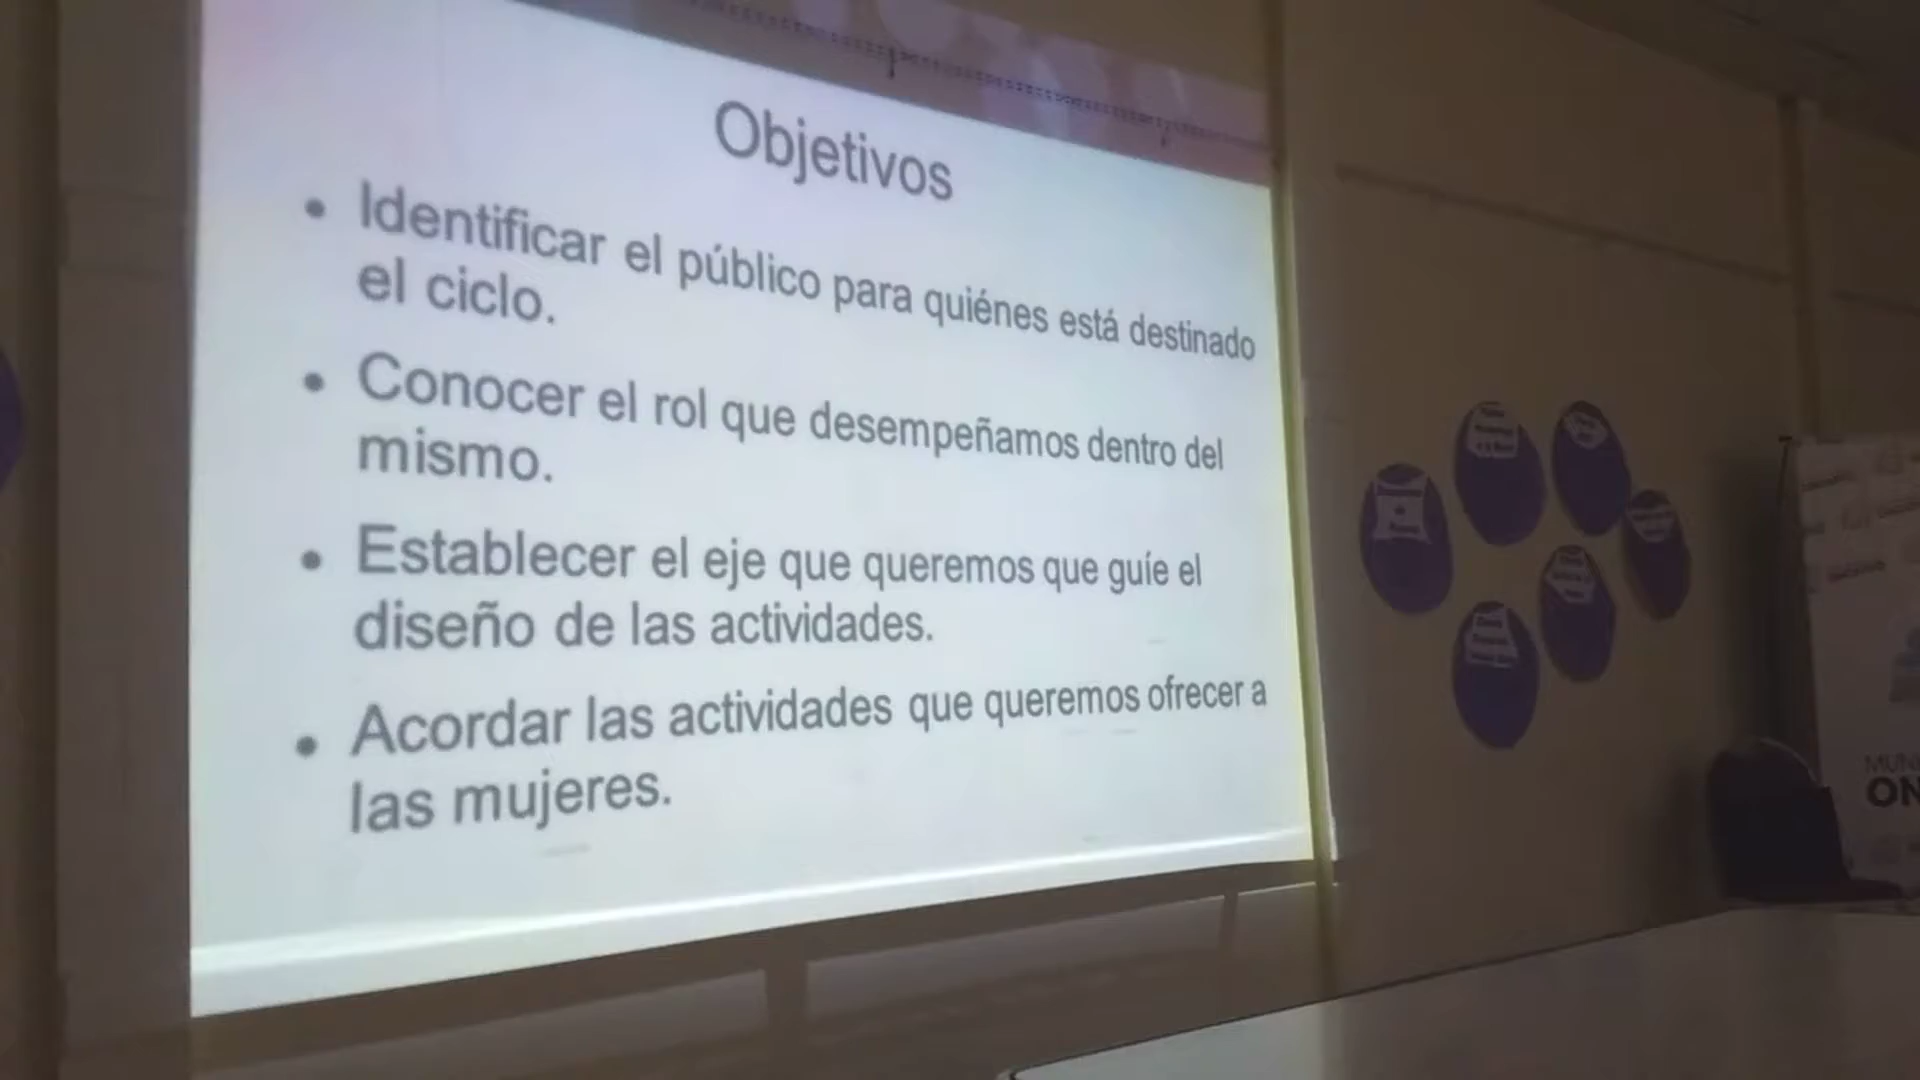 Objetivos
• Identificar el público para quiénes está destinado
el ciclo.
• Conocer el rol que desempeñamos dentro del
mismo.
• Establecer el eje que queremos que guíe el
diseño de las actividades.
• Acordar las actividades que queremos ofrecer a
las mujeres.
MUNI
ON